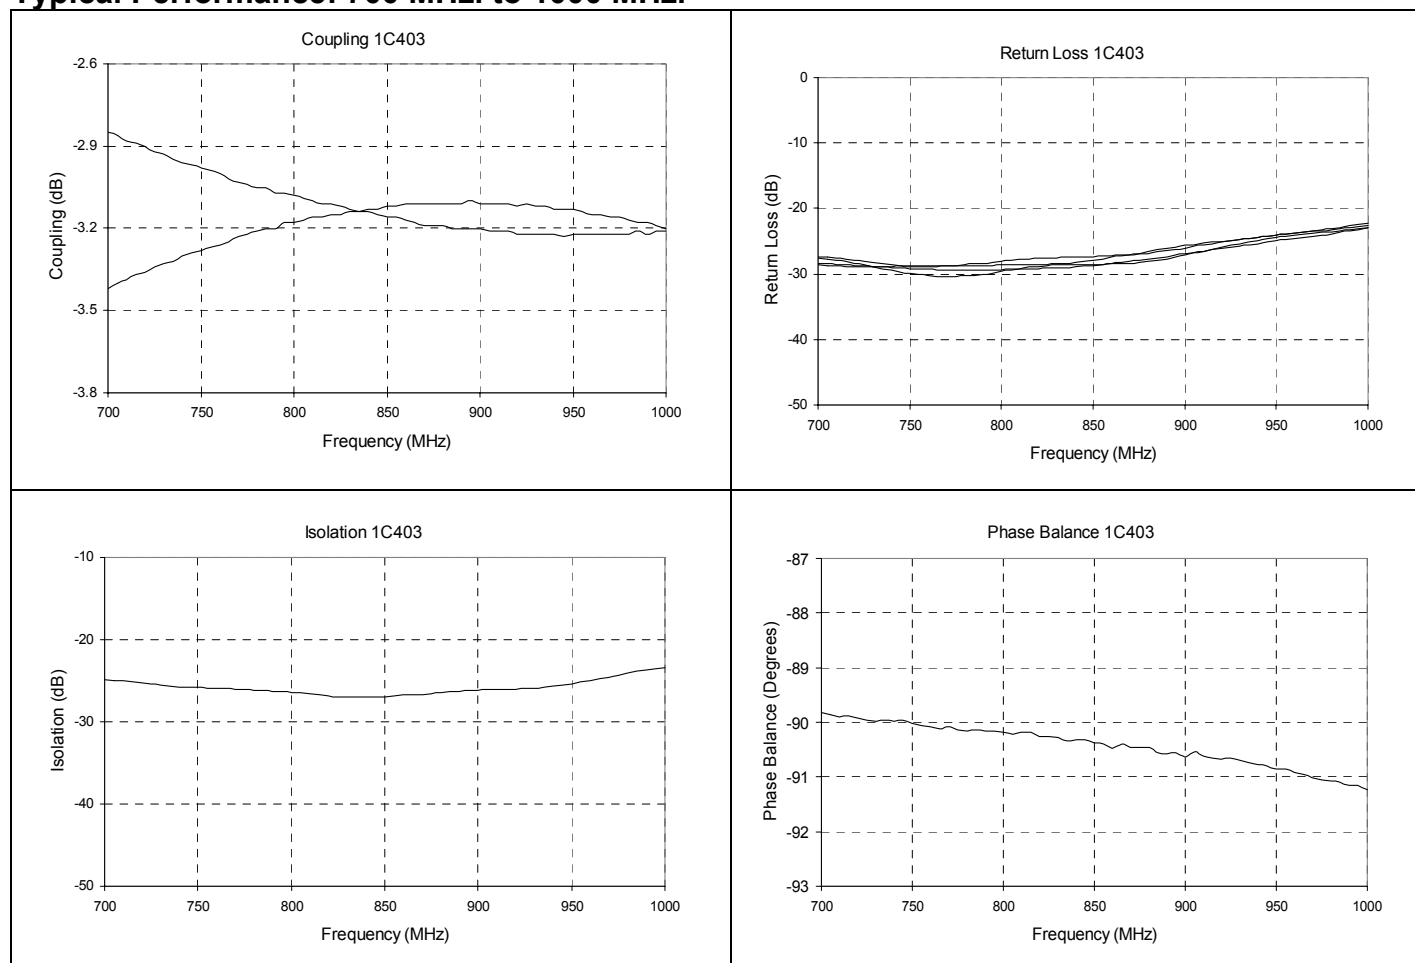 Typical Performance: 700 MHz. to 1000 MHz.
Coupling 1C403
-2.6
-2.9
-3.2
-3.5
-3.8
Coupling (dB)
700 750 800 850 900 950 1000
Frequency (MHz)
Return Loss 1C403
0
-10
-20
-30
-40
-50
Return Loss (dB)
700 750 800 850 900 950 1000
Frequency (MHz)
Isolation 1C403
-10
-20
-30
-40
-50
Isolation (dB)
700 750 800 850 900 950 1000
Frequency (MHz)
Phase Balance 1C403
-87
-88
-89
-90
-91
-92
-93
Phase Balance (Degrees)
700 750 800 850 900 950 1000
Frequency (MHz)